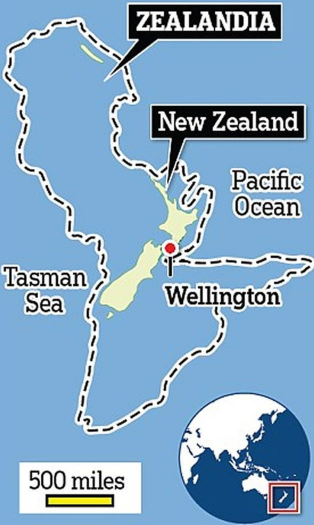 ZEALANDIA
New Zealand
Pacific
Ocean
Tasman
Sea
Wellington
500 miles